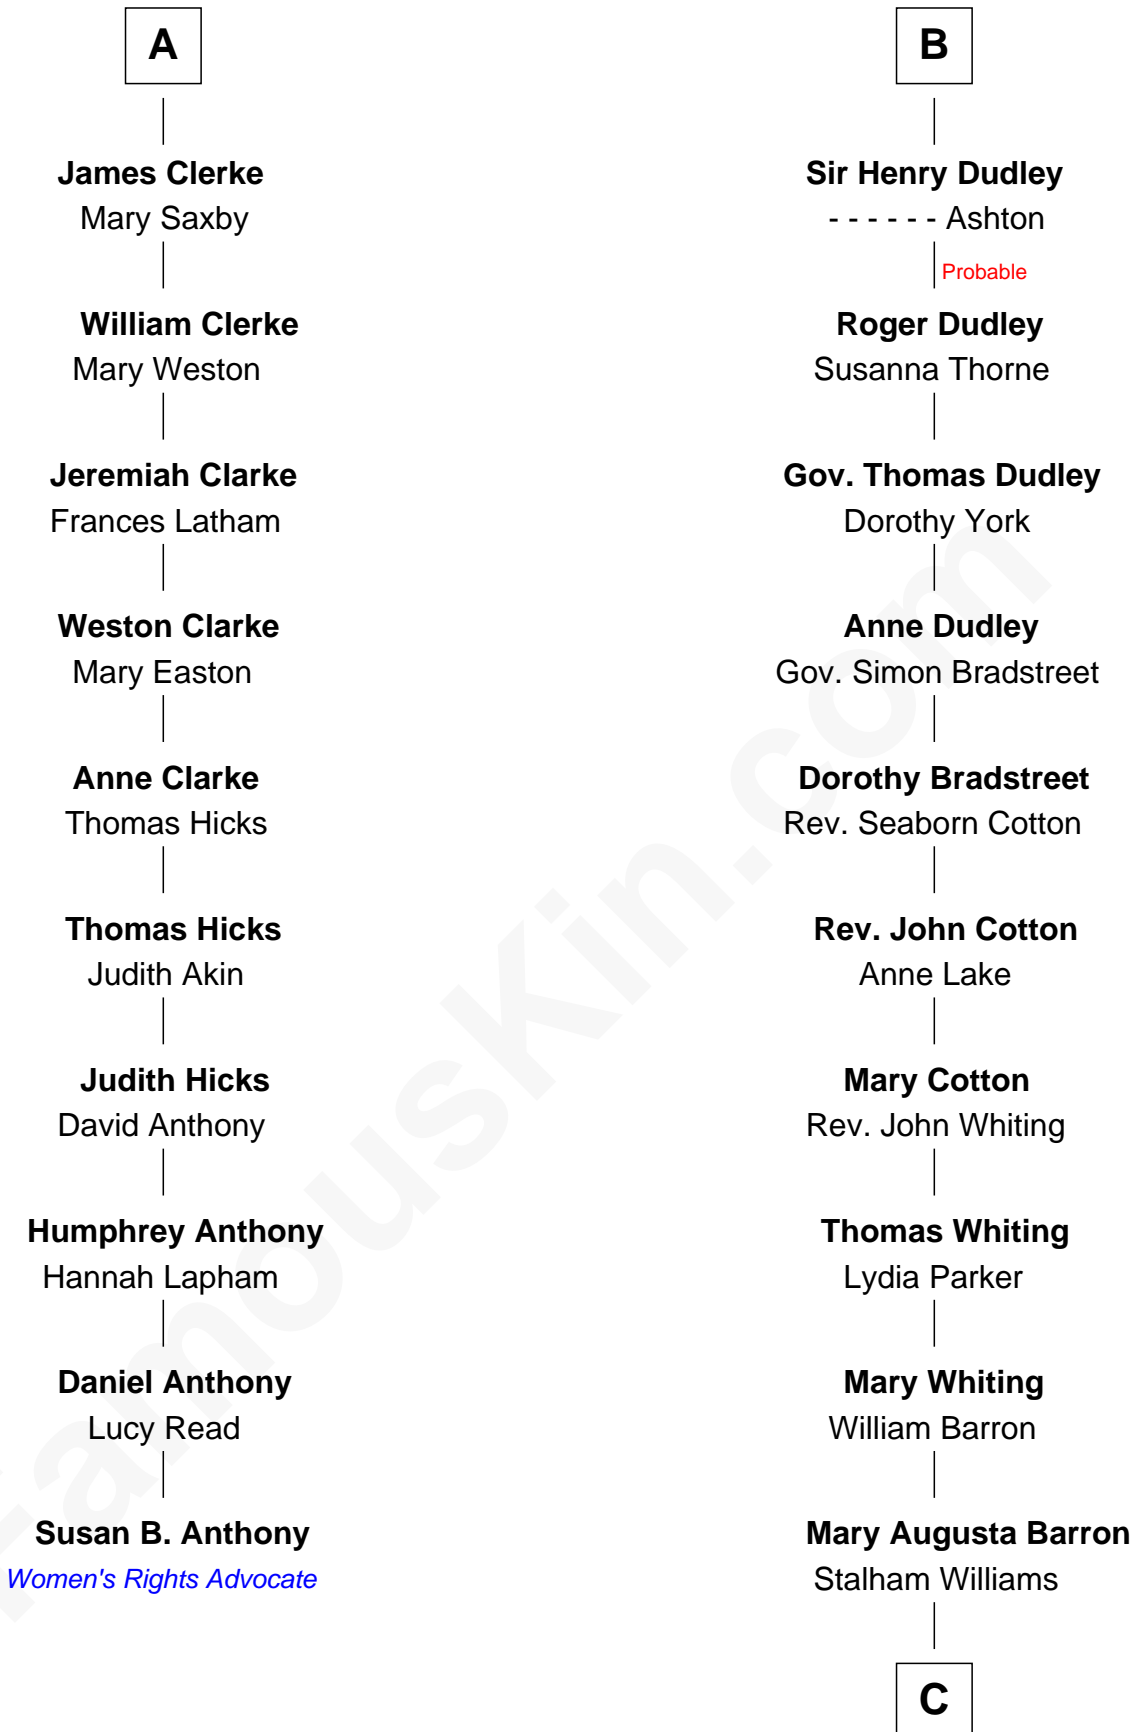 A
James Clerke
Mary Saxby
William Clerke
Mary Weston
Jeremiah Clarke
Frances Latham
Weston Clarke
Mary Easton
Anne Clarke
Thomas Hicks
Thomas Hicks
Judith Akin
Judith Hicks
David Anthony
Humphrey Anthony
Hannah Lapham
Daniel Anthony
Lucy Read
Susan B. Anthony
Women's Rights Advocate
B
Sir Henry Dudley
- - - - - - Ashton
Probable
Roger Dudley
Susanna Thorne
Gov. Thomas Dudley
Dorothy York
Anne Dudley
Gov. Simon Bradstreet
Dorothy Bradstreet
Rev. Seaborn Cotton
Rev. John Cotton
Anne Lake
Mary Cotton
Rev. John Whiting
Thomas Whiting
Lydia Parker
Mary Whiting
William Barron
Mary Augusta Barron
Stalham Williams
C
FamousKin.com